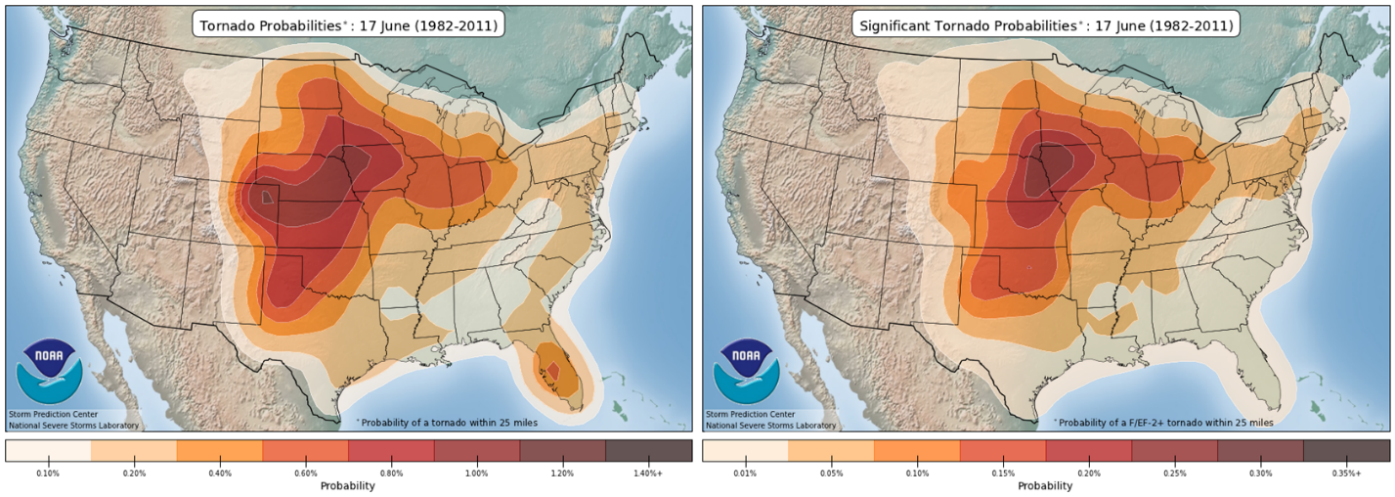 Tornado Probabilities*: 17 June (1982-2011)
NOAA
Storm Prediction Center
National Severe Storms Laboratory
*Probability of a tornado within 25 miles
0.10% 0.20% 0.40% 0.60% 0.80% 1.00% 1.20% 1.40%+
Probability
Significant Tornado Probabilities*: 17 June (1982-2011)
NOAA
Storm Prediction Center
National Severe Storms Laboratory
*Probability of a F/EF-2+ tornado within 25 miles
0.01% 0.05% 0.10% 0.15% 0.20% 0.25% 0.30% 0.35%+
Probability